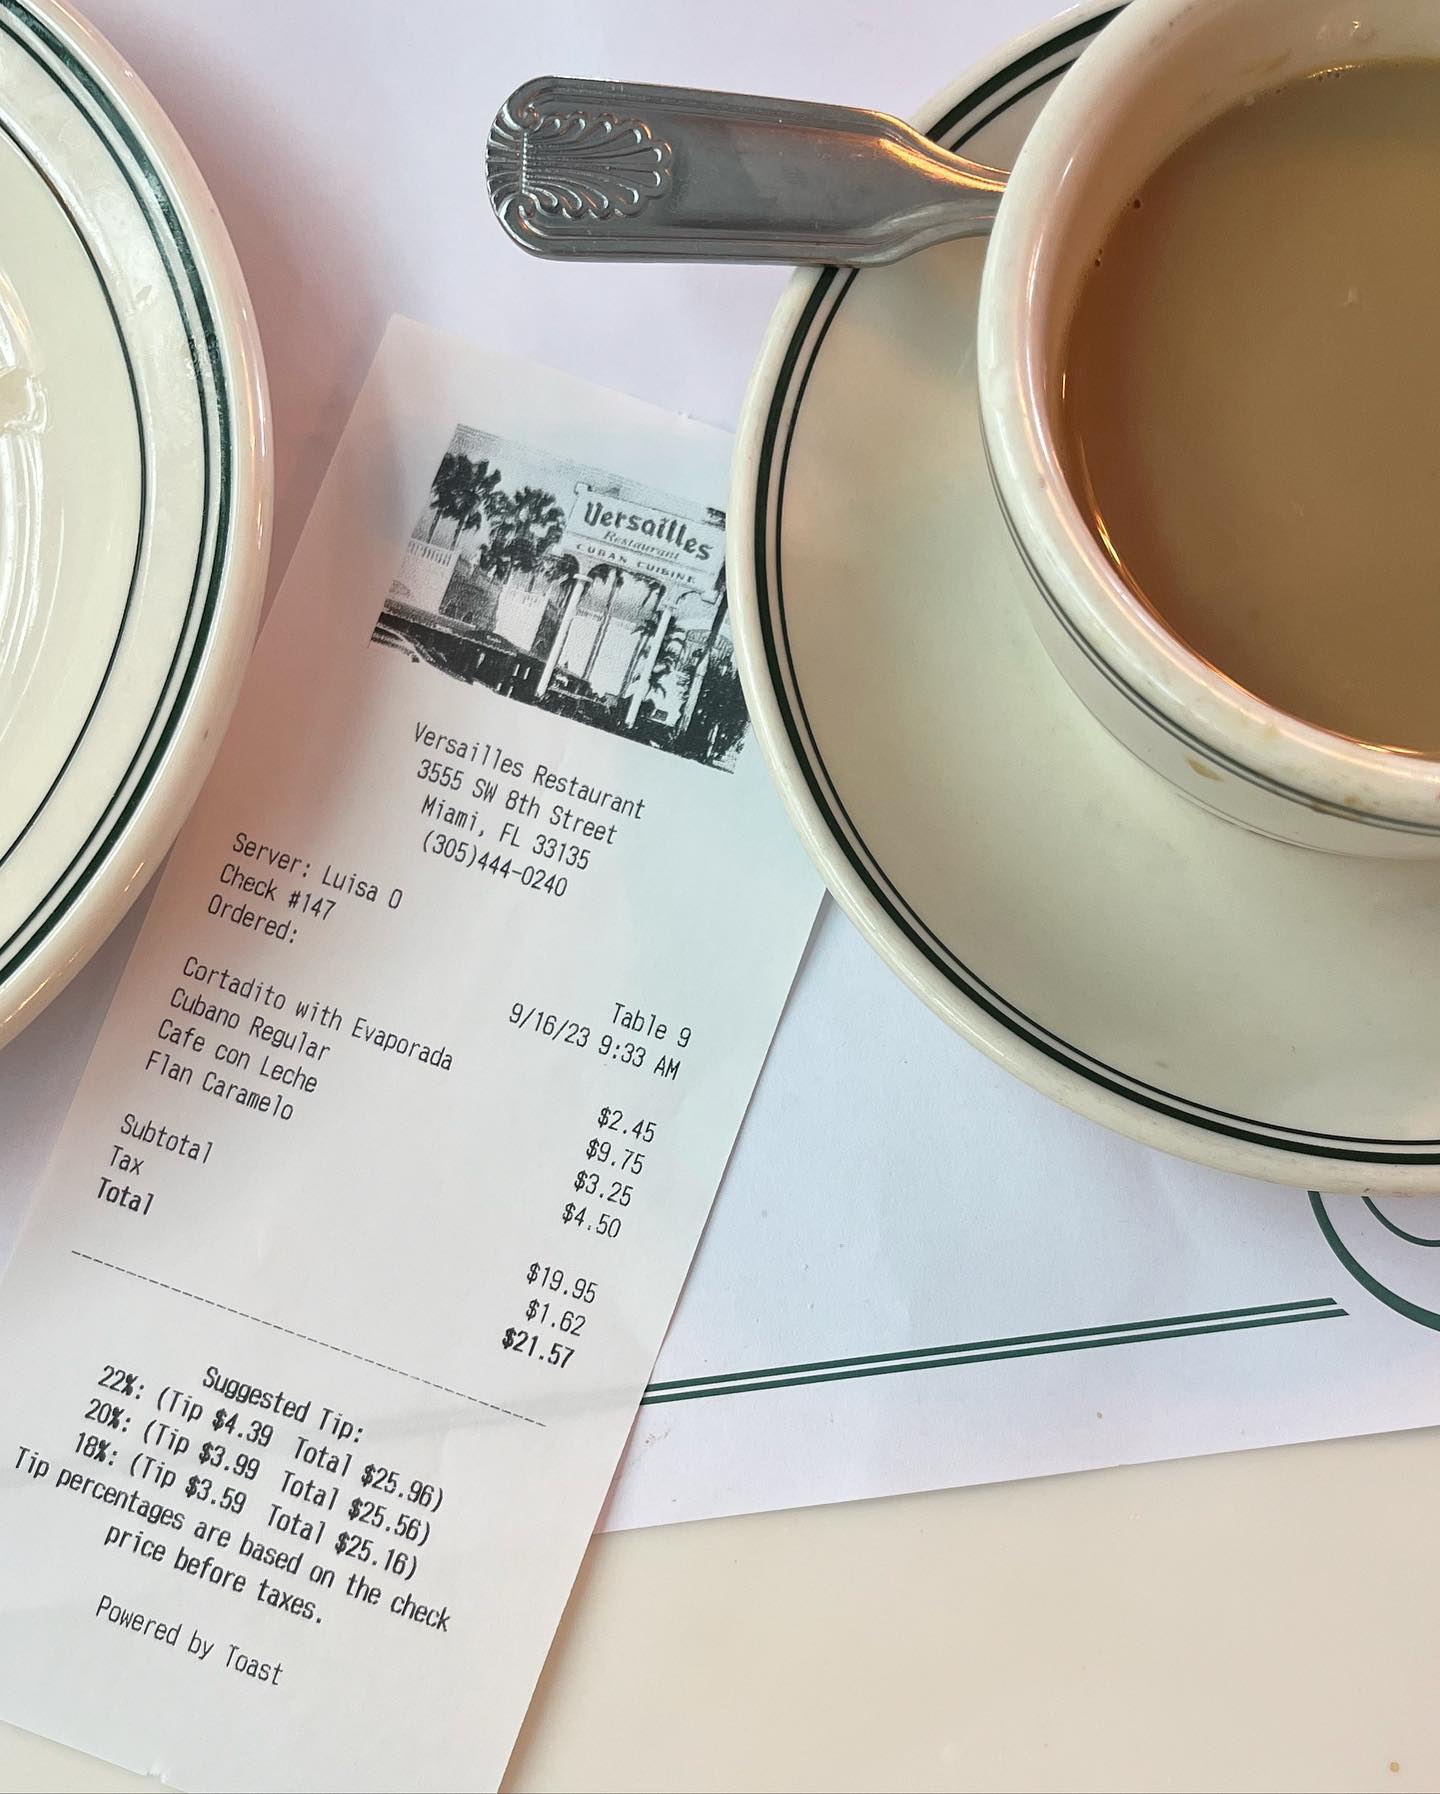 Versailles
Restaurant
CUBAN CUISINE
Versailles Restaurant
3555 SW 8th Street
Miami, FL 33135
(305)444-0240
Server: Luisa O
Check #147 Table 9
Ordered: 9/16/23 9:33 AM
Cortadito with Evaporada $2.45
Cubano Regular $9.75
Cafe con Leche $3.25
Flan Caramelo $4.50
Subtotal $19.95
Tax $1.62
Total $21.57
Suggested Tip:
22%: (Tip $4.39 Total $25.96)
20%: (Tip $3.99 Total $25.56)
18%: (Tip $3.59 Total $25.16)
Tip percentages are based on the check
price before taxes.
Powered by Toast